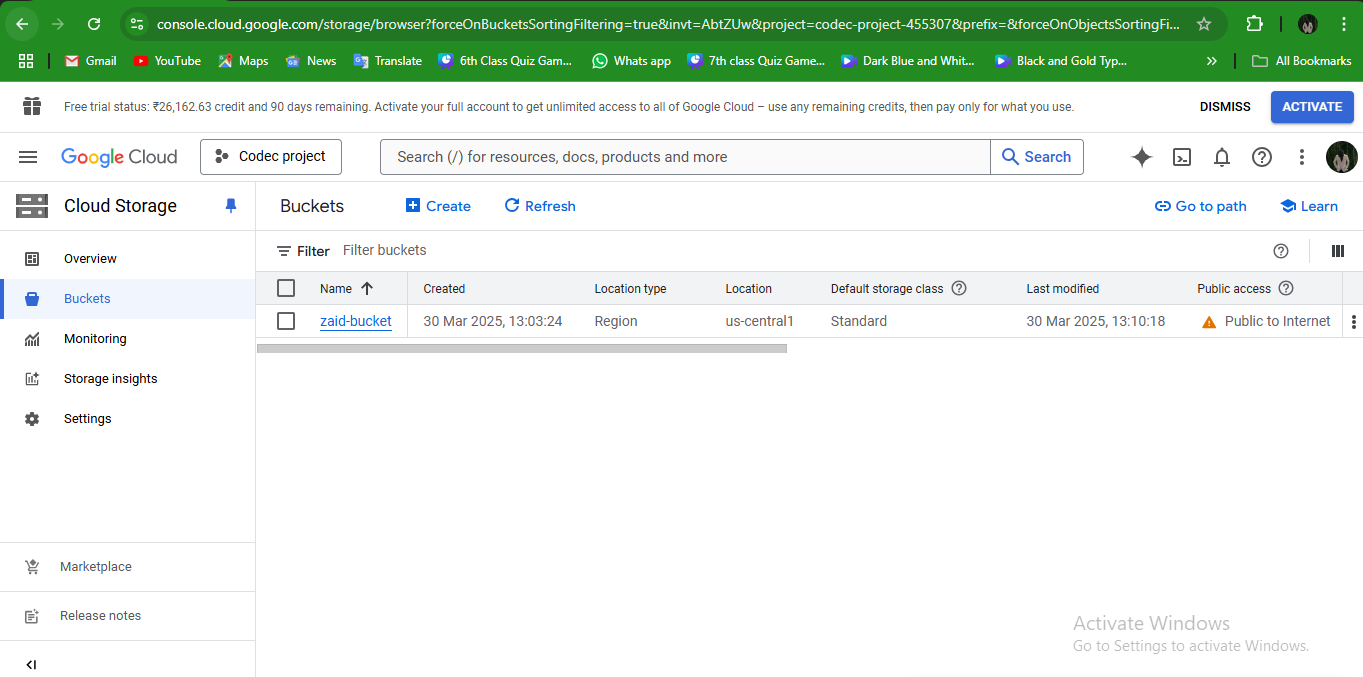 console.cloud.google.com/storage/browser?forceOnBucketsSortingFiltering=true&invt=AbtZUw&project=codec-project-455307&prefix=&forceOnObjectsSortingFi...
Gmail YouTube Maps News Translate 6th Class Quiz Gam... Whats app 7th class Quiz Game... Dark Blue and Whit... Black and Gold Typ... » All Bookmarks
Free trial status: ₹26,162.63 credit and 90 days remaining. Activate your full account to get unlimited access to all of Google Cloud – use any remaining credits, then pay only for what you use. DISMISS ACTIVATE
Google Cloud Codec project Search (/) for resources, docs, products and more Search
Cloud Storage Buckets Create Refresh Go to path Learn
Overview
Buckets
Monitoring
Storage insights
Settings
Marketplace
Release notes
Filter Filter buckets
Name Created Location type Location Default storage class Last modified Public access
zaid-bucket 30 Mar 2025, 13:03:24 Region us-central1 Standard 30 Mar 2025, 13:10:18 Public to Internet
Activate Windows
Go to Settings to activate Windows.